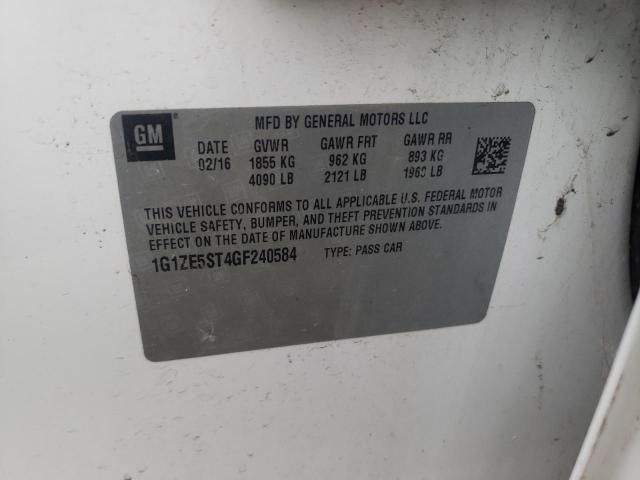 GM
MFD BY GENERAL MOTORS LLC
DATE GVWR GAWR FRT GAWR RR
02/16 1855 KG 962 KG 893 KG
4090 LB 2121 LB 1969 LB
THIS VEHICLE CONFORMS TO ALL APPLICABLE U.S. FEDERAL MOTOR
VEHICLE SAFETY, BUMPER, AND THEFT PREVENTION STANDARDS IN
EFFECT ON THE DATE OF MANUFACTURE SHOWN ABOVE.
1G1ZE5ST4GF240584 TYPE: PASS CAR